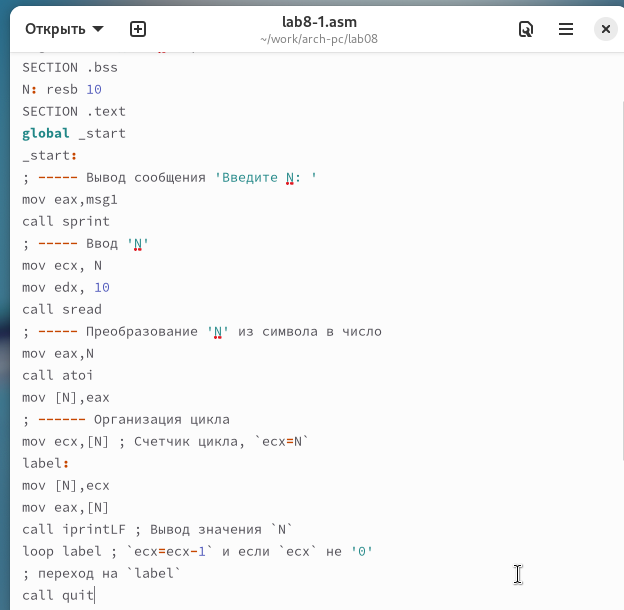 Открыть
lab8-1.asm
~/work/arch-pc/lab08
SECTION .bss
N: resb 10
SECTION .text
global _start
_start:
; ----- Вывод сообщения 'Введите N: '
mov eax,msg1
call sprint
; ----- Ввод 'N'
mov ecx, N
mov edx, 10
call sread
; ----- Преобразование 'N' из символа в число
mov eax,N
call atoi
mov [N],eax
; ------ Организация цикла
mov ecx,[N] ; Счетчик цикла, `ecx=N`
label:
mov [N],ecx
mov eax,[N]
call iprintLF ; Вывод значения `N`
loop label ; `ecx=ecx-1` и если `ecx` не '0'
; переход на `label`
call quit